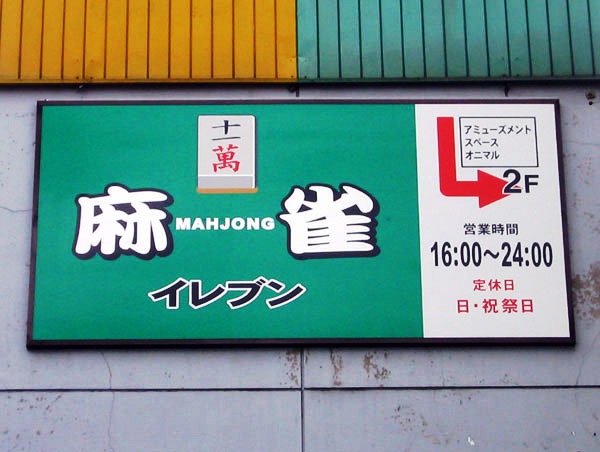 十一
萬
麻 MAHJONG 雀
イレブン
アミューズメント
スペース
オニマル
2F
営業時間
16:00～24:00
定休日
日・祝祭日